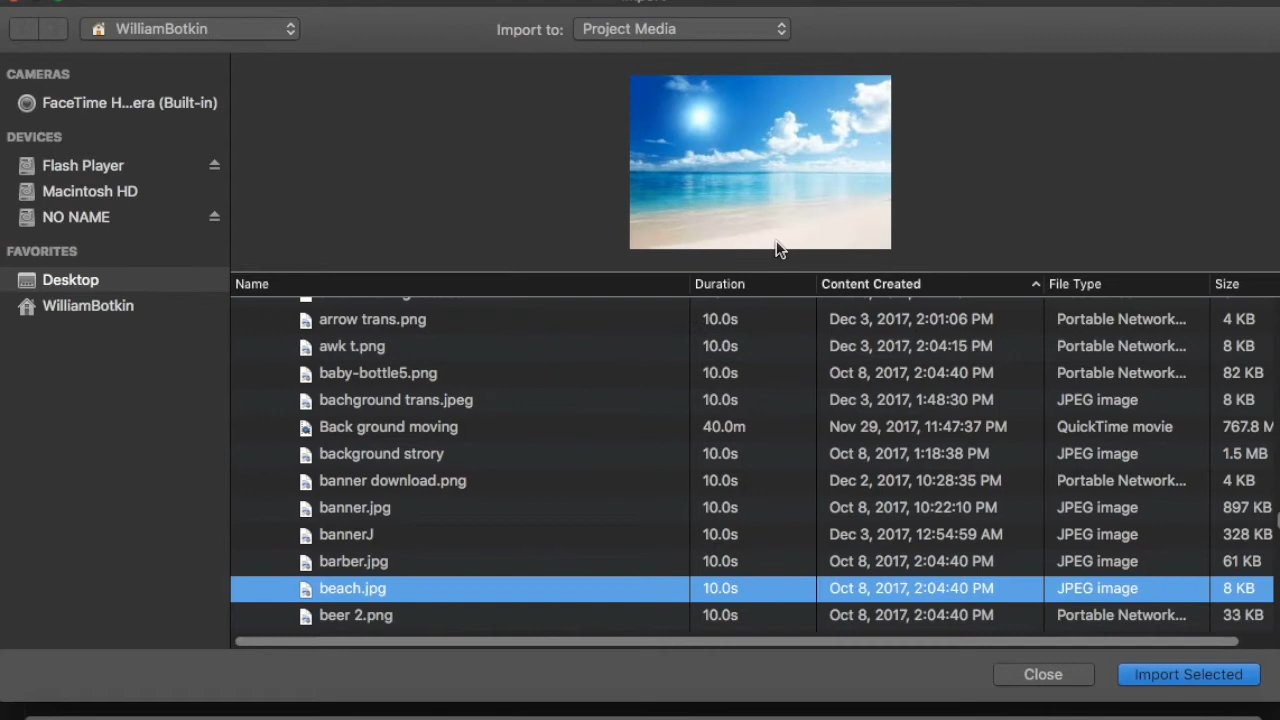 WilliamBotkin Import to: Project Media
CAMERAS
FaceTime H...era (Built-in)
DEVICES
Flash Player
Macintosh HD
NO NAME
FAVORITES
Desktop
WilliamBotkin
Name Duration Content Created File Type Size
arrow trans.png 10.0s Dec 3, 2017, 2:01:06 PM Portable Network... 4 KB
awk t.png 10.0s Dec 3, 2017, 2:04:15 PM Portable Network... 8 KB
baby-bottle5.png 10.0s Oct 8, 2017, 2:04:40 PM Portable Network... 82 KB
bachground trans.jpeg 10.0s Dec 3, 2017, 1:48:30 PM JPEG image 8 KB
Back ground moving 40.0m Nov 29, 2017, 11:47:37 PM QuickTime movie 767.8 M
background strory 10.0s Oct 8, 2017, 1:18:38 PM JPEG image 1.5 MB
banner download.png 10.0s Dec 2, 2017, 10:28:35 PM Portable Network... 4 KB
banner.jpg 10.0s Oct 8, 2017, 10:22:10 PM JPEG image 897 KB
bannerJ 10.0s Dec 3, 2017, 12:54:59 AM JPEG image 328 KB
barber.jpg 10.0s Oct 8, 2017, 2:04:40 PM JPEG image 61 KB
beach.jpg 10.0s Oct 8, 2017, 2:04:40 PM JPEG image 8 KB
beer 2.png 10.0s Oct 8, 2017, 2:04:40 PM Portable Network... 33 KB
Close Import Selected